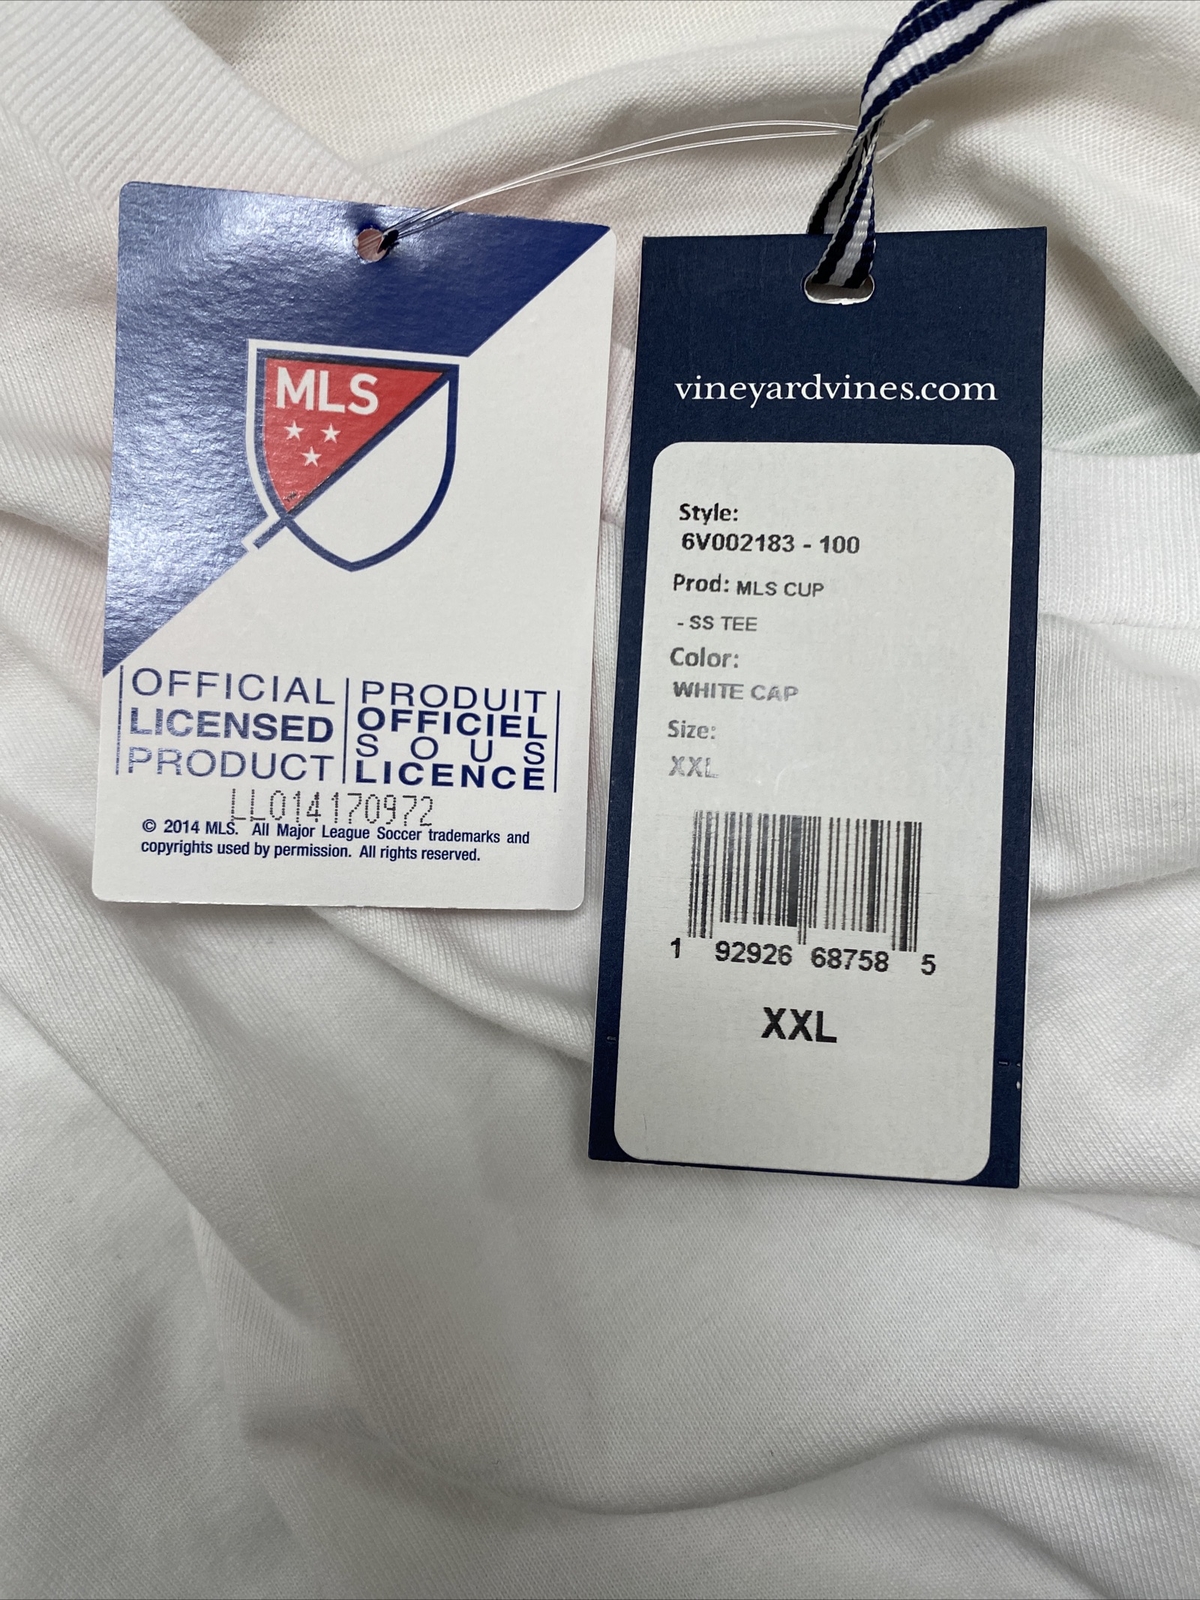 MLS
OFFICIAL
LICENSED
PRODUCT
PRODUIT
OFFICIEL
SOUS
LICENCE
LL014170972
© 2014 MLS. All Major League Soccer trademarks and
copyrights used by permission. All rights reserved.
vineyardvines.com
Style:
6V002183 - 100
Prod: MLS CUP
- SS TEE
Color:
WHITE CAP
Size:
XXL
1 92926 68758 5
XXL